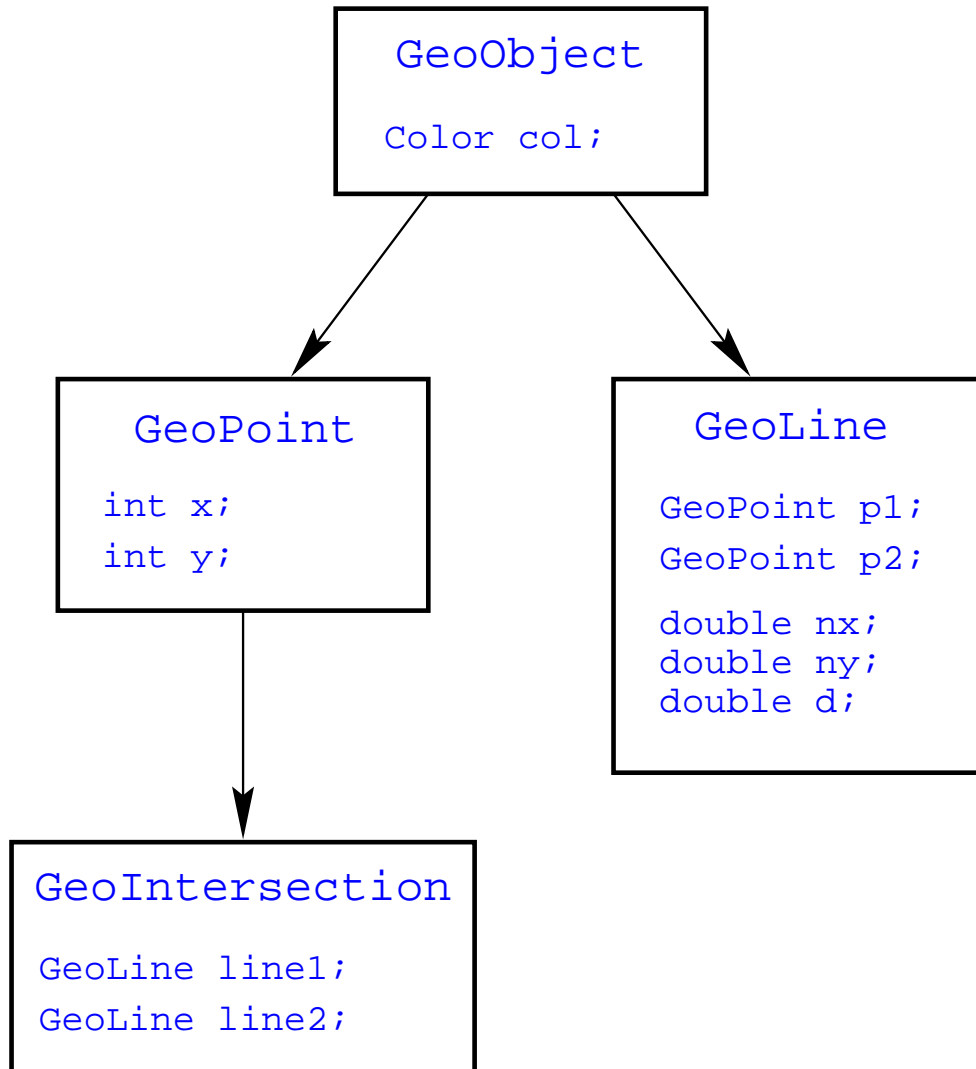 GeoObject
Color col;
GeoPoint
int x;
int y;
GeoLine
GeoPoint p1;
GeoPoint p2;
double nx;
double ny;
double d;
GeoIntersection
GeoLine line1;
GeoLine line2;